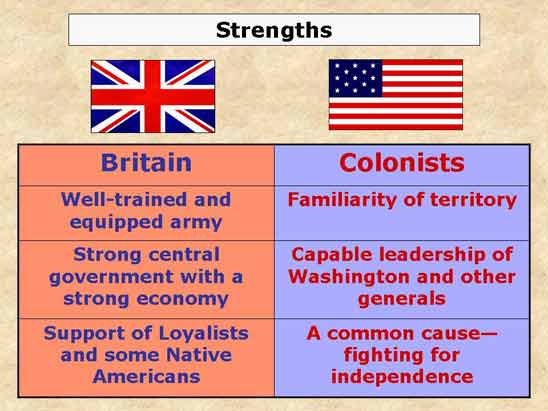 Strengths
Britain
Colonists
Well-trained and
equipped army
Familiarity of territory
Strong central
government with a
strong economy
Capable leadership of
Washington and other
generals
Support of Loyalists
and some Native
Americans
A common cause—
fighting for
independence